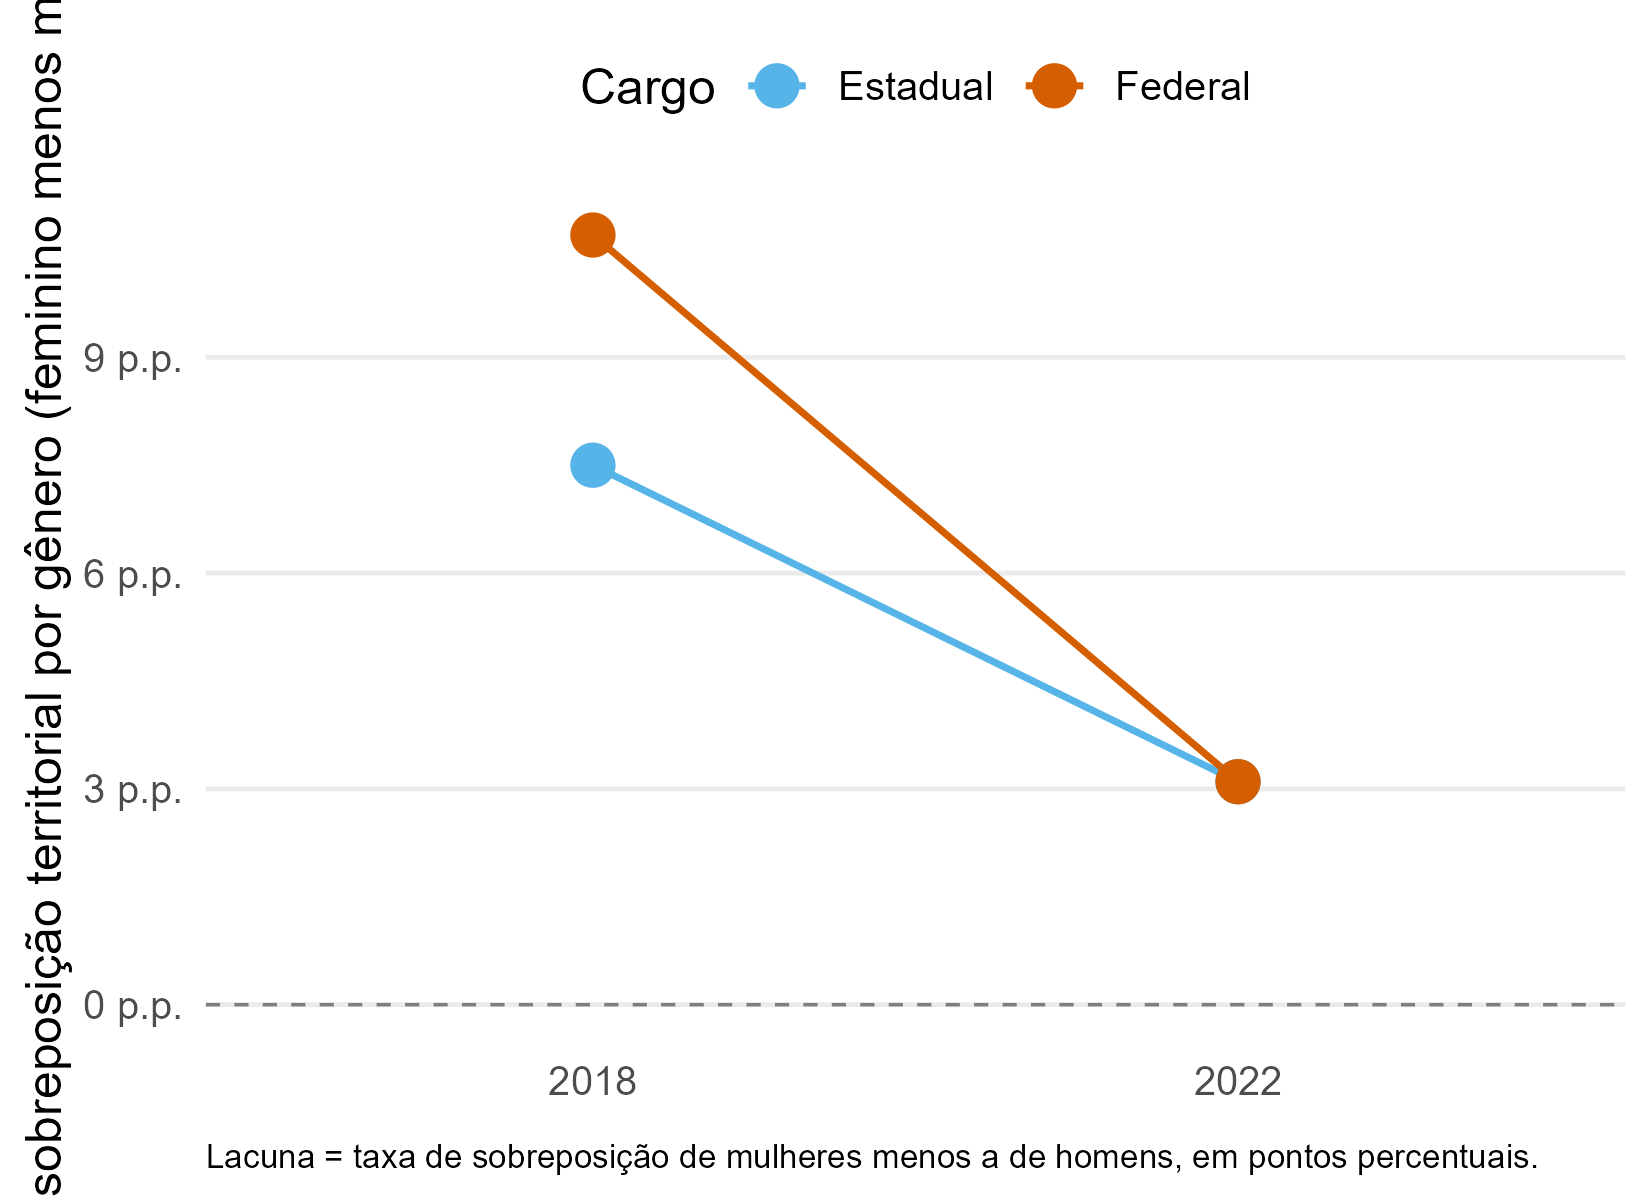 Cargo Estadual Federal
sobreposição territorial por gênero (feminino menos
9 p.p.
6 p.p.
3 p.p.
0 p.p.
2018 2022
Lacuna = taxa de sobreposição de mulheres menos a de homens, em pontos percentuais.